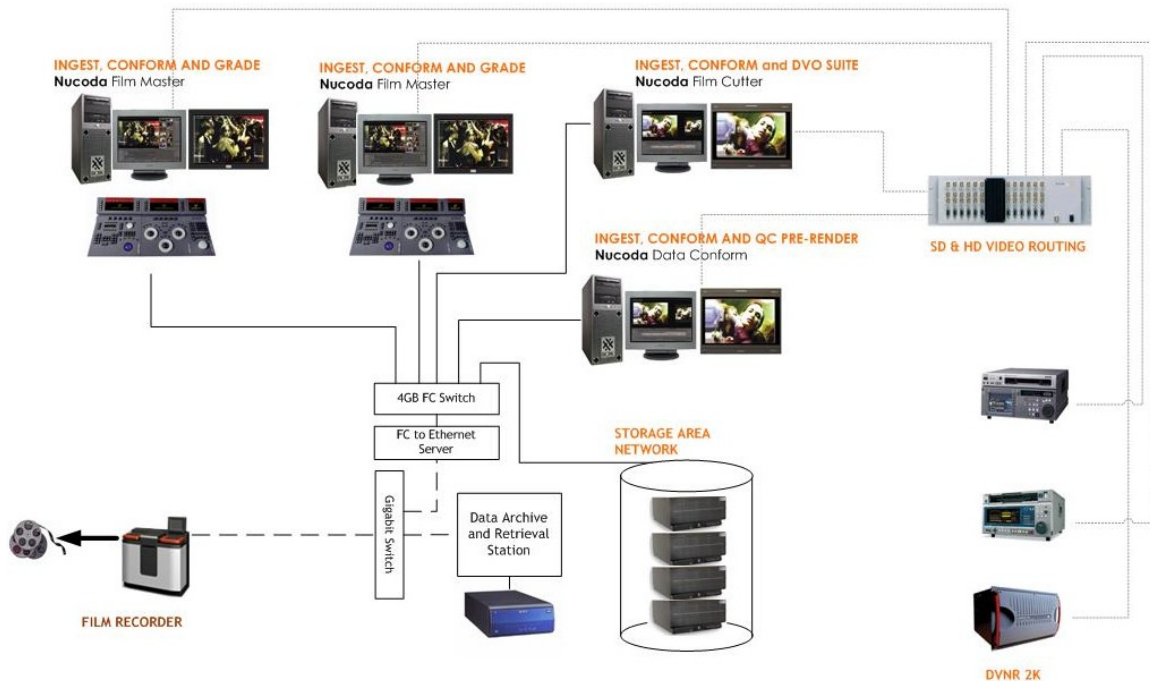 INGEST, CONFORM AND GRADE
Nucoda Film Master
INGEST, CONFORM AND GRADE
Nucoda Film Master
INGEST, CONFORM and DVO SUITE
Nucoda Film Cutter
SD & HD VIDEO ROUTING
INGEST, CONFORM AND QC PRE-RENDER
Nucoda Data Conform
4GB FC Switch
FC to Ethernet
Server
STORAGE AREA
NETWORK
Gigabit Switch
Data Archive
and Retrieval
Station
FILM RECORDER
DVNR 2K